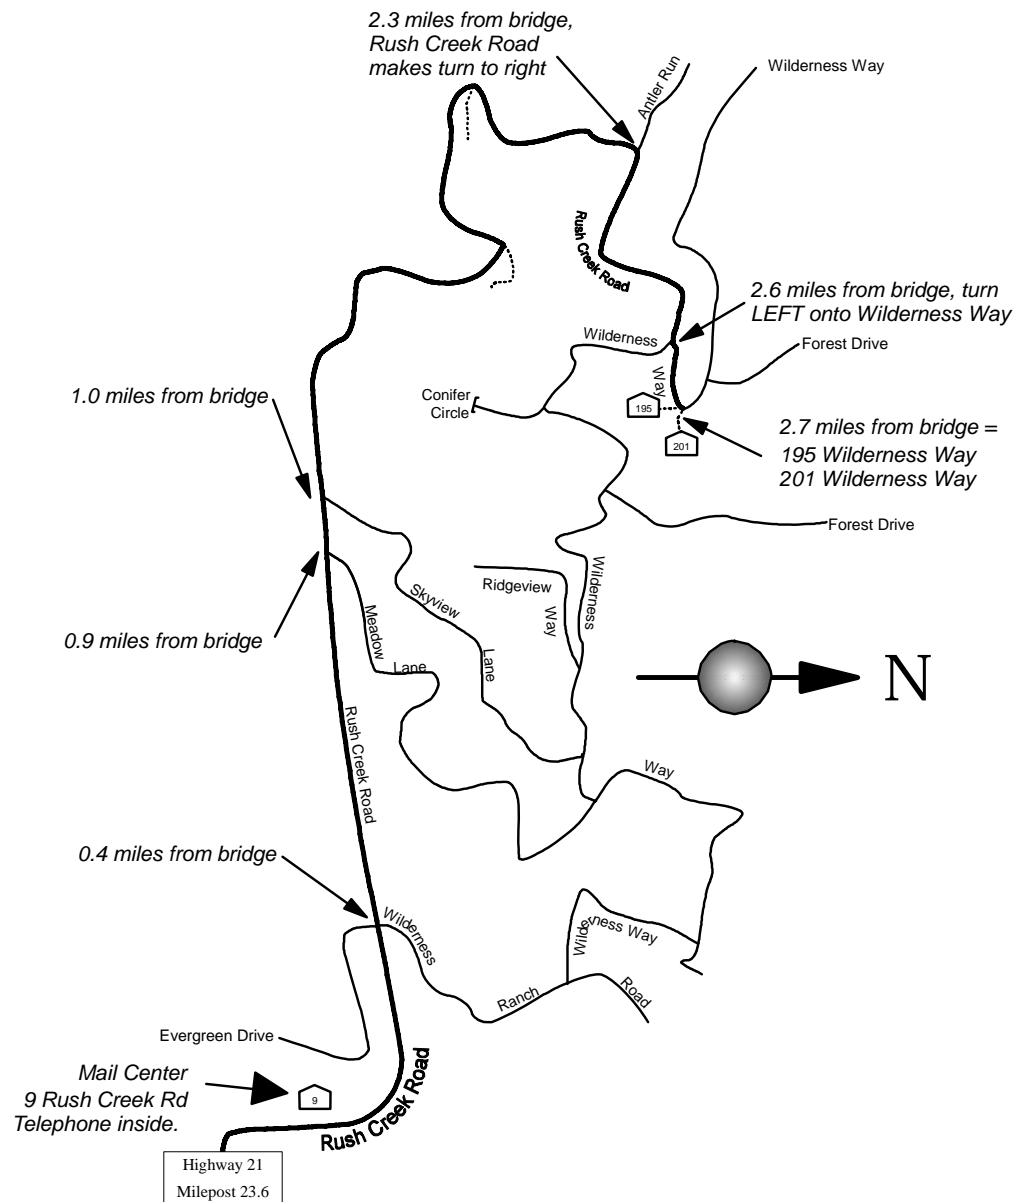 2.3 miles from bridge,
Rush Creek Road
makes turn to right
Antler Run
Wilderness Way
Rush Creek Road
2.6 miles from bridge, turn
LEFT onto Wilderness Way
Wilderness
Way
Forest Drive
1.0 miles from bridge
Conifer
Circle
195
201
2.7 miles from bridge =
195 Wilderness Way
201 Wilderness Way
Forest Drive
0.9 miles from bridge
Skyview
Lane
Ridgeview
Way
Wilderness
Meadow
Lane
N
Rush Creek Road
Way
0.4 miles from bridge
Wilderness
Ranch
Road
Wilderness Way
Evergreen Drive
Mail Center
9 Rush Creek Rd
Telephone inside.
9
Rush Creek Road
Highway 21
Milepost 23.6